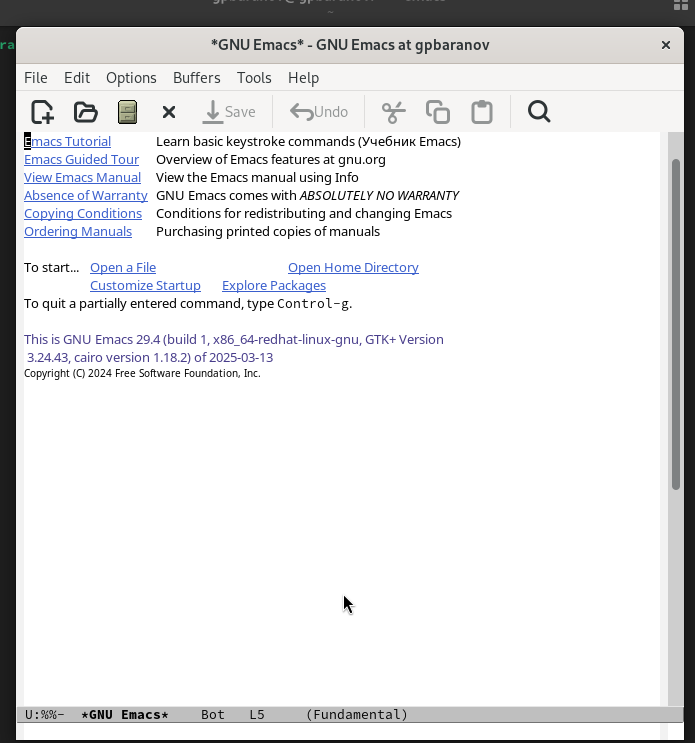 *GNU Emacs* - GNU Emacs at gpbaranov
File Edit Options Buffers Tools Help
Save Undo
Emacs Tutorial Learn basic keystroke commands (Учебник Emacs)
Emacs Guided Tour Overview of Emacs features at gnu.org
View Emacs Manual View the Emacs manual using Info
Absence of Warranty GNU Emacs comes with ABSOLUTELY NO WARRANTY
Copying Conditions Conditions for redistributing and changing Emacs
Ordering Manuals Purchasing printed copies of manuals
To start... Open a File Open Home Directory
Customize Startup Explore Packages
To quit a partially entered command, type Control-g.
This is GNU Emacs 29.4 (build 1, x86_64-redhat-linux-gnu, GTK+ Version
3.24.43, cairo version 1.18.2) of 2025-03-13
Copyright (C) 2024 Free Software Foundation, Inc.
U:%%- *GNU Emacs* Bot L5 (Fundamental)